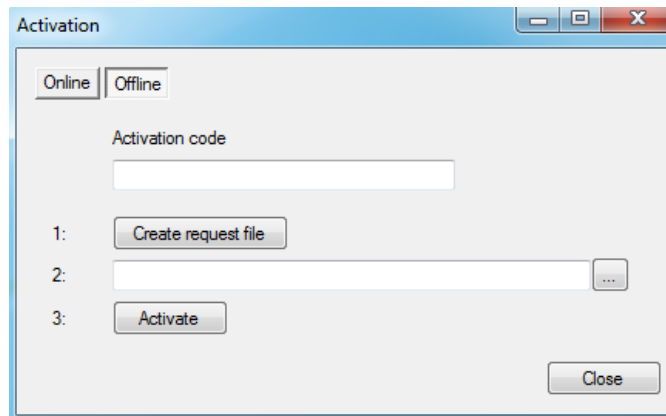 Activation
Online Offline
Activation code
1: Create request file
2: ...
3: Activate
Close